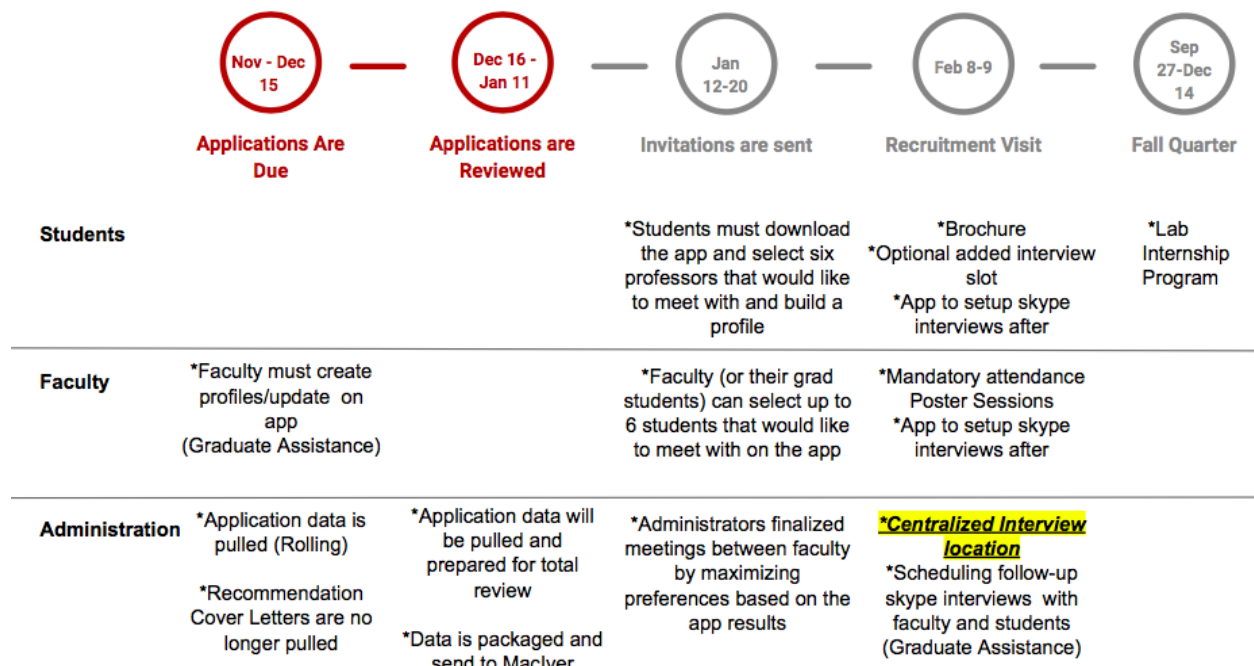 Nov - Dec
15
Dec 16 -
Jan 11
Jan
12-20
Feb 8-9
Sep
27-Dec
14
Applications Are
Due
Applications are
Reviewed
Invitations are sent
Recruitment Visit
Fall Quarter
Students
*Students must download
the app and select six
professors that would like
to meet with and build a
profile
*Brochure
*Optional added interview
slot
*App to setup skype
interviews after
*Lab
Internship
Program
Faculty
*Faculty must create
profiles/update on
app
(Graduate Assistance)
*Faculty (or their grad
students) can select up to
6 students that would like
to meet with on the app
*Mandatory attendance
Poster Sessions
*App to setup skype
interviews after
Administration
*Application data is
pulled (Rolling)
*Recommendation
Cover Letters are no
longer pulled
*Application data will
be pulled and
prepared for total
review
*Data is packaged and
send to MacIver
*Administrators finalized
meetings between faculty
by maximizing
preferences based on the
app results
*Centralized Interview
location
*Scheduling follow-up
skype interviews with
faculty and students
(Graduate Assistance)